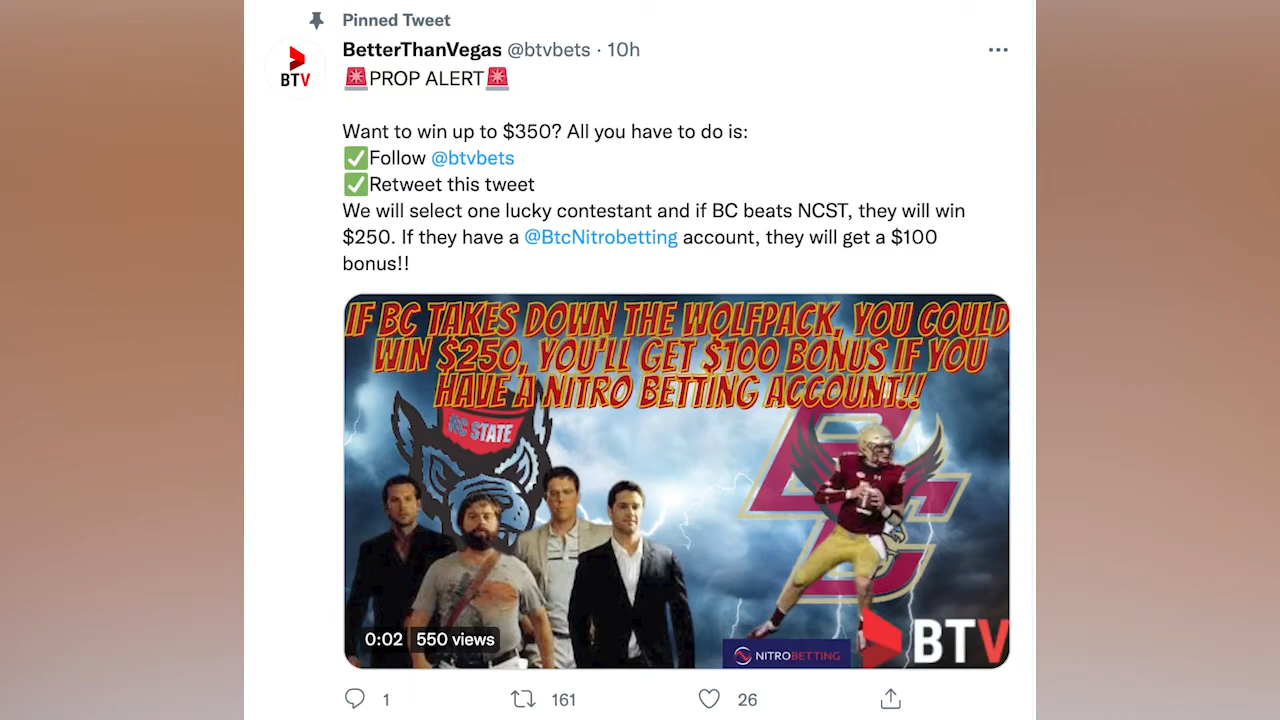 Pinned Tweet
BetterThanVegas @btvbets · 10h
BTV
🚨PROP ALERT🚨
Want to win up to $350? All you have to do is:
✅Follow @btvbets
✅Retweet this tweet
We will select one lucky contestant and if BC beats NCST, they will win
$250. If they have a @BtcNitrobetting account, they will get a $100
bonus!!
IF BC TAKES DOWN THE WOLFPACK, YOU COULD
WIN $250, YOU'LL GET $100 BONUS IF YOU
HAVE A NITRO BETTING ACCOUNT!!
NC STATE
BC
0:02 550 views
NITROBETTING
BTV
1 161 26